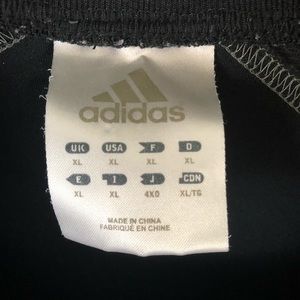 adidas
UK USA F D
XL XL XL XL
E I J CDN
XL XL 4XO XL/TG
MADE IN CHINA
FABRIQUÉ EN CHINE